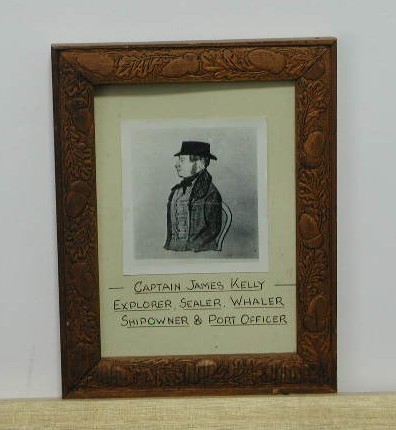 CAPTAIN JAMES KELLY
EXPLORER, SEALER, WHALER
SHIPOWNER & PORT OFFICER